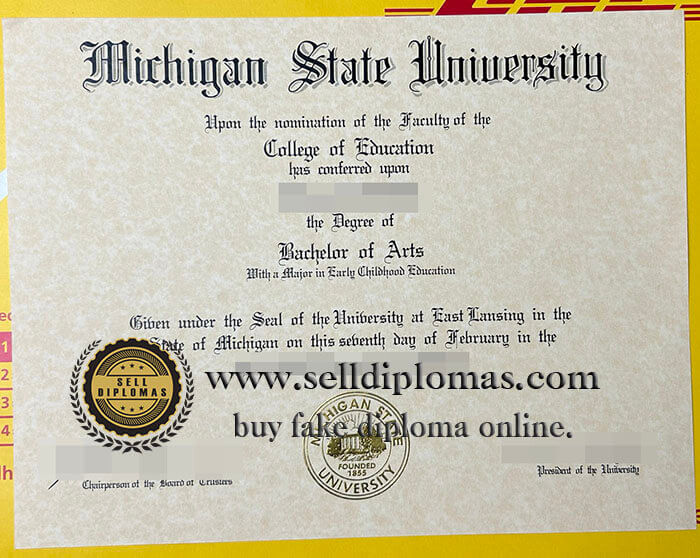 Michigan State University
Upon the nomination of the Faculty of the
College of Education
has conferred upon
the Degree of
Bachelor of Arts
With a Major in Early Childhood Education
Given under the Seal of the University at East Lansing in the
State of Michigan on this seventh day of February in the
SELL
DIPLOMAS
www.selldiplomas.com
buy fake diploma online.
MICHIGAN STATE
FOUNDED
1855
UNIVERSITY
Chairperson of the Board of Trustees
President of the University
1
2
3
4